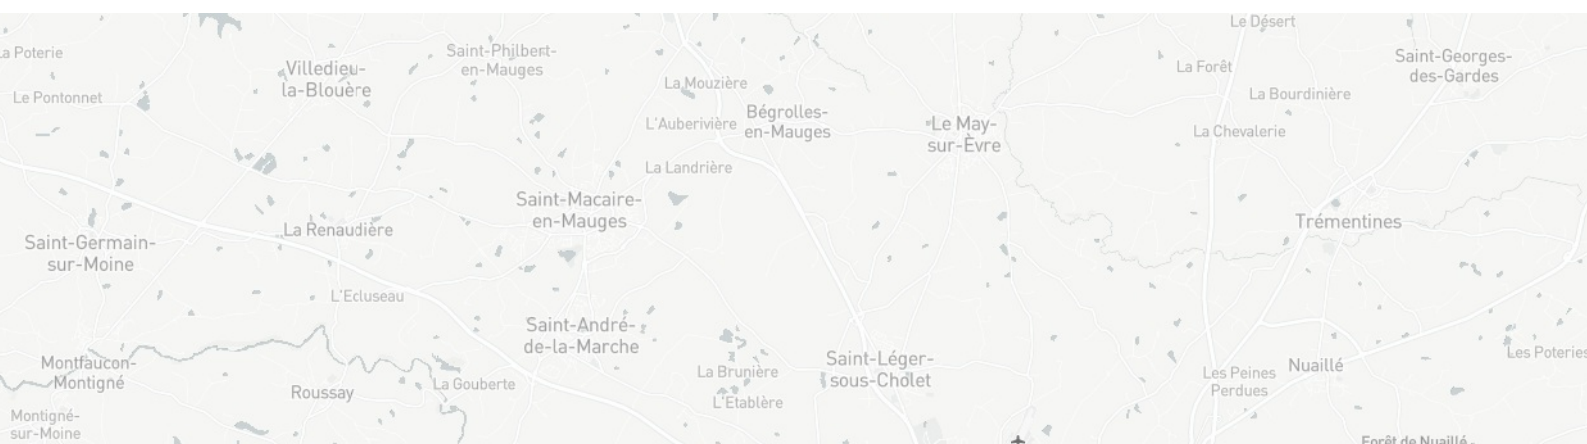 Le Désert
La Poterie
Saint-Philbert-
en-Mauges
Villedieu-
la-Blouère
Saint-Georges-
des-Gardes
La Forêt
La Mouzière
Le Pontonnet
La Bourdinière
Bégrolles-
en-Mauges
L'Auberivière
Le May-
sur-Èvre
La Chevalerie
La Landrière
Saint-Macaire-
en-Mauges
La Renaudière
Trémentines
Saint-Germain-
sur-Moine
L'Ecluseau
Saint-André-
de-la-Marche
Les Poteries
Saint-Léger-
sous-Cholet
Montfaucon-
Montigné
Nuaillé
La Brunière
Les Peines
Perdues
La Gouberte
Roussay
L'Etablère
Montigné-
sur-Moine
Forêt de Nuaillé-